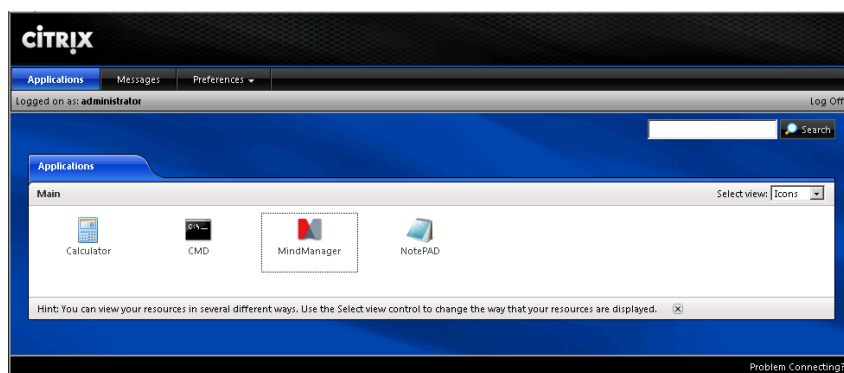 CİTRIX
Applications Messages Preferences
Logged on as: administrator Log Off
Search
Applications
Main Select view: Icons
C:\_
Calculator CMD MindManager NotePAD
Hint: You can view your resources in several different ways. Use the Select view control to change the way that your resources are displayed.
Problem Connecting?